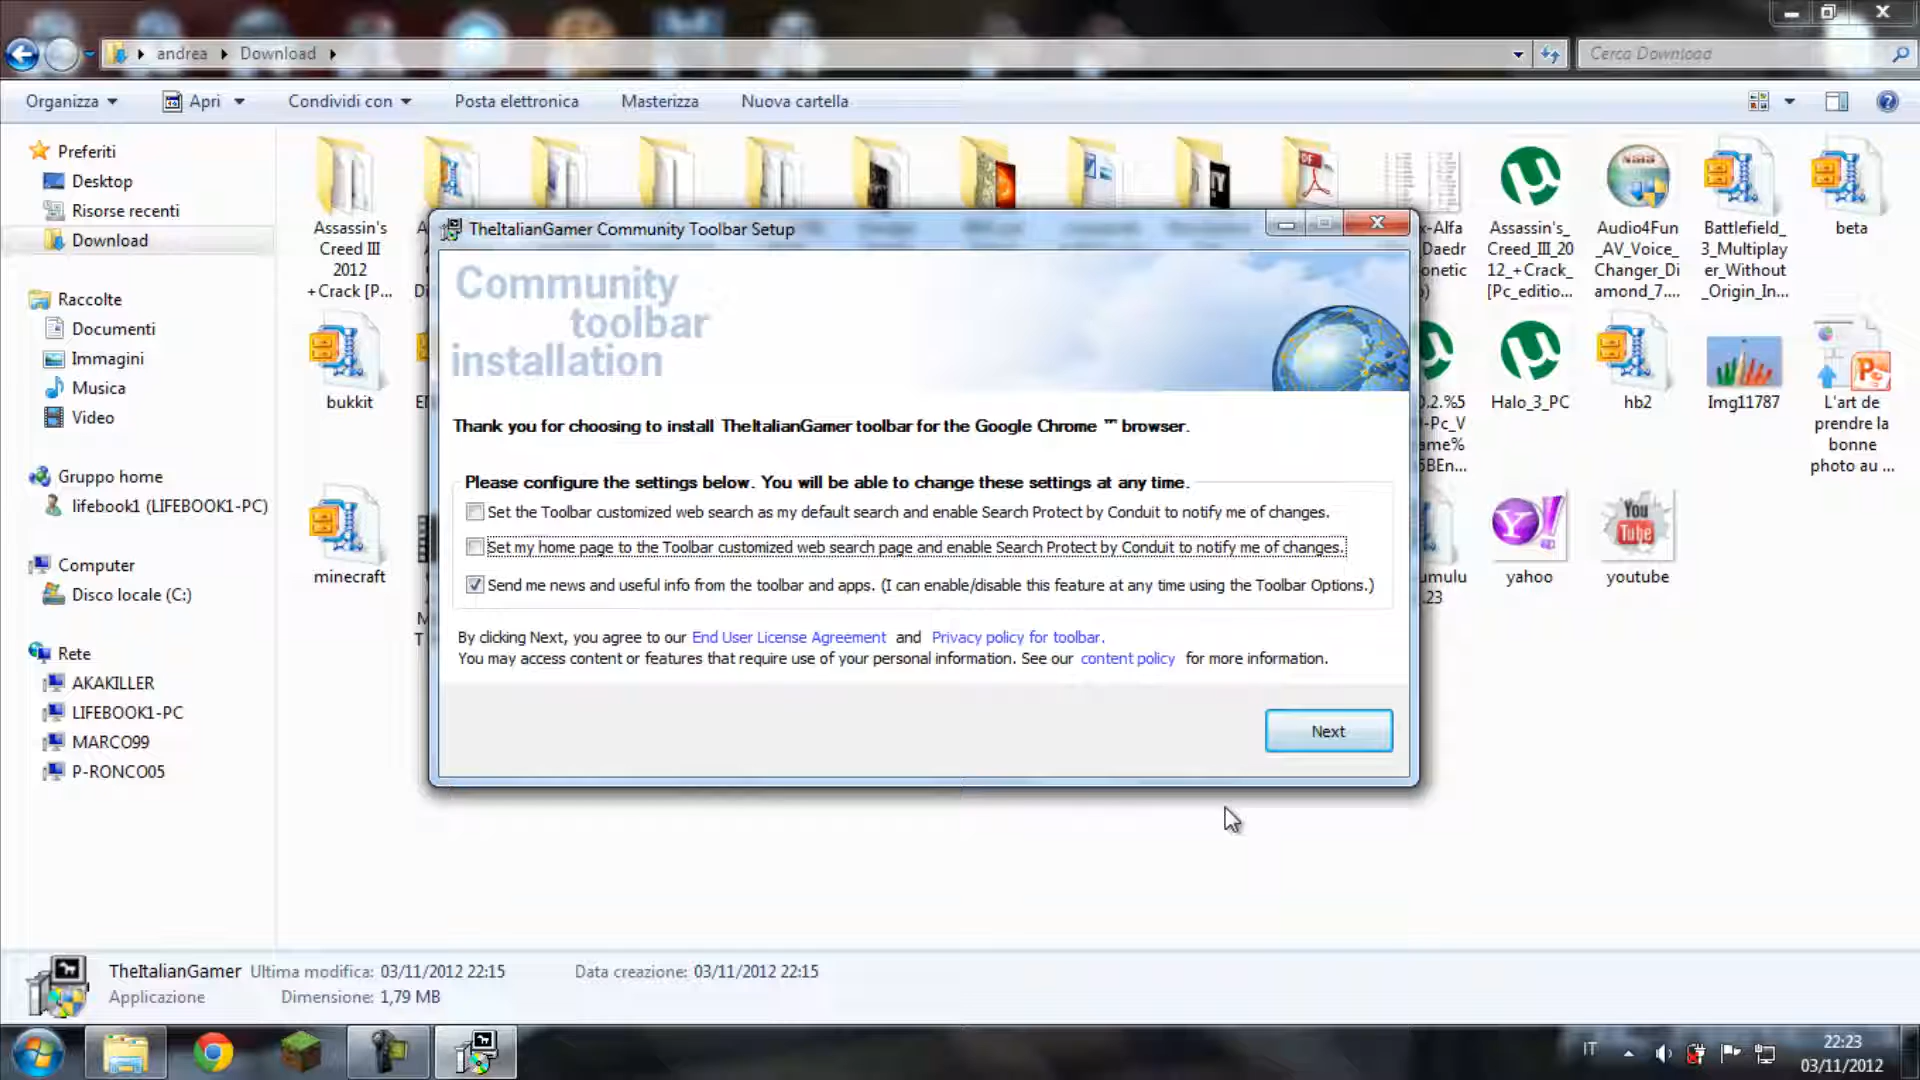 andrea
Download
Cerca Download
Organizza
Apri
Condividi con
Posta elettronica
Masterizza
Nuova cartella
Preferiti
Desktop
Risorse recenti
Download
Raccolte
Documenti
Immagini
Musica
Video
Gruppo home
lifebook1 (LIFEBOOK1-PC)
Computer
Disco locale (C:)
Rete
AKAKILLER
LIFEBOOK1-PC
MARCO99
P-RONCO05
Assassin's
Creed III
2012
+Crack [P...
Assassin's_
Creed_III_20
12_+Crack_
[Pc_editio...
Audio4Fun
_AV_Voice_
Changer_Di
amond_7....
Battlefield_
3_Multiplay
er_Without
_Origin_In...
beta
bukkit
Halo_3_PC
hb2
Img11787
L'art de
prendre la
bonne
photo au ...
minecraft
yahoo
You
Tube
youtube
TheItalianGamer Community Toolbar Setup
Community
toolbar
installation
Thank you for choosing to install TheItalianGamer toolbar for the Google Chrome ™ browser.
Please configure the settings below. You will be able to change these settings at any time.
Set the Toolbar customized web search as my default search and enable Search Protect by Conduit to notify me of changes.
Set my home page to the Toolbar customized web search page and enable Search Protect by Conduit to notify me of changes.
Send me news and useful info from the toolbar and apps. (I can enable/disable this feature at any time using the Toolbar Options.)
By clicking Next, you agree to our End User License Agreement and Privacy policy for toolbar.
You may access content or features that require use of your personal information. See our content policy for more information.
Next
TheItalianGamer Ultima modifica: 03/11/2012 22:15 Data creazione: 03/11/2012 22:15
Applicazione Dimensione: 1,79 MB
IT
22:23
03/11/2012